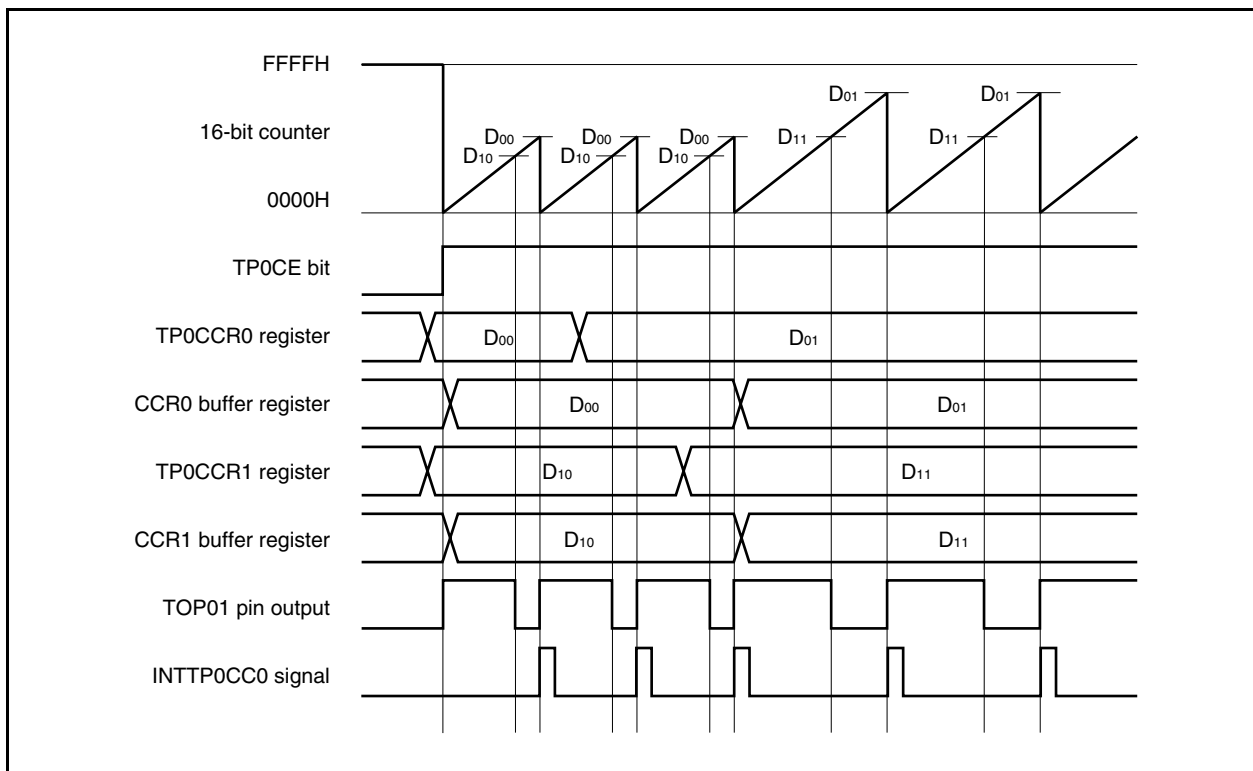 FFFFH
D01 D01
16-bit counter D00 D00 D00 D11 D11
D10 D10 D10
0000H
TP0CE bit
TP0CCR0 register D00 D01
CCR0 buffer register D00 D01
TP0CCR1 register D10 D11
CCR1 buffer register D10 D11
TOP01 pin output
INTTP0CC0 signal